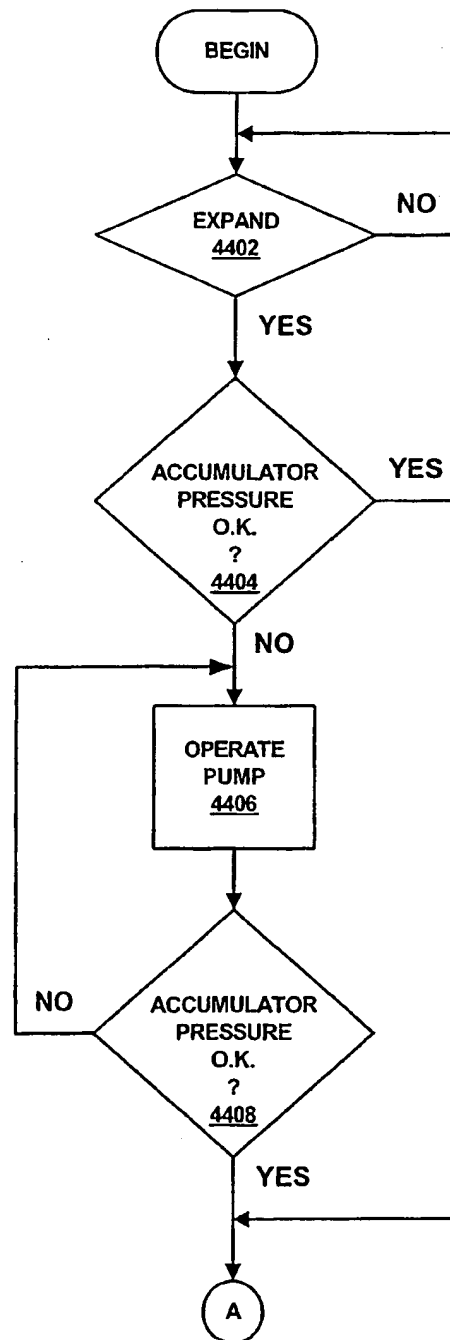 BEGIN
EXPAND
4402
NO
YES
ACCUMULATOR
PRESSURE
O.K.
?
4404
YES
NO
OPERATE
PUMP
4406
ACCUMULATOR
PRESSURE
O.K.
?
4408
NO
YES
A